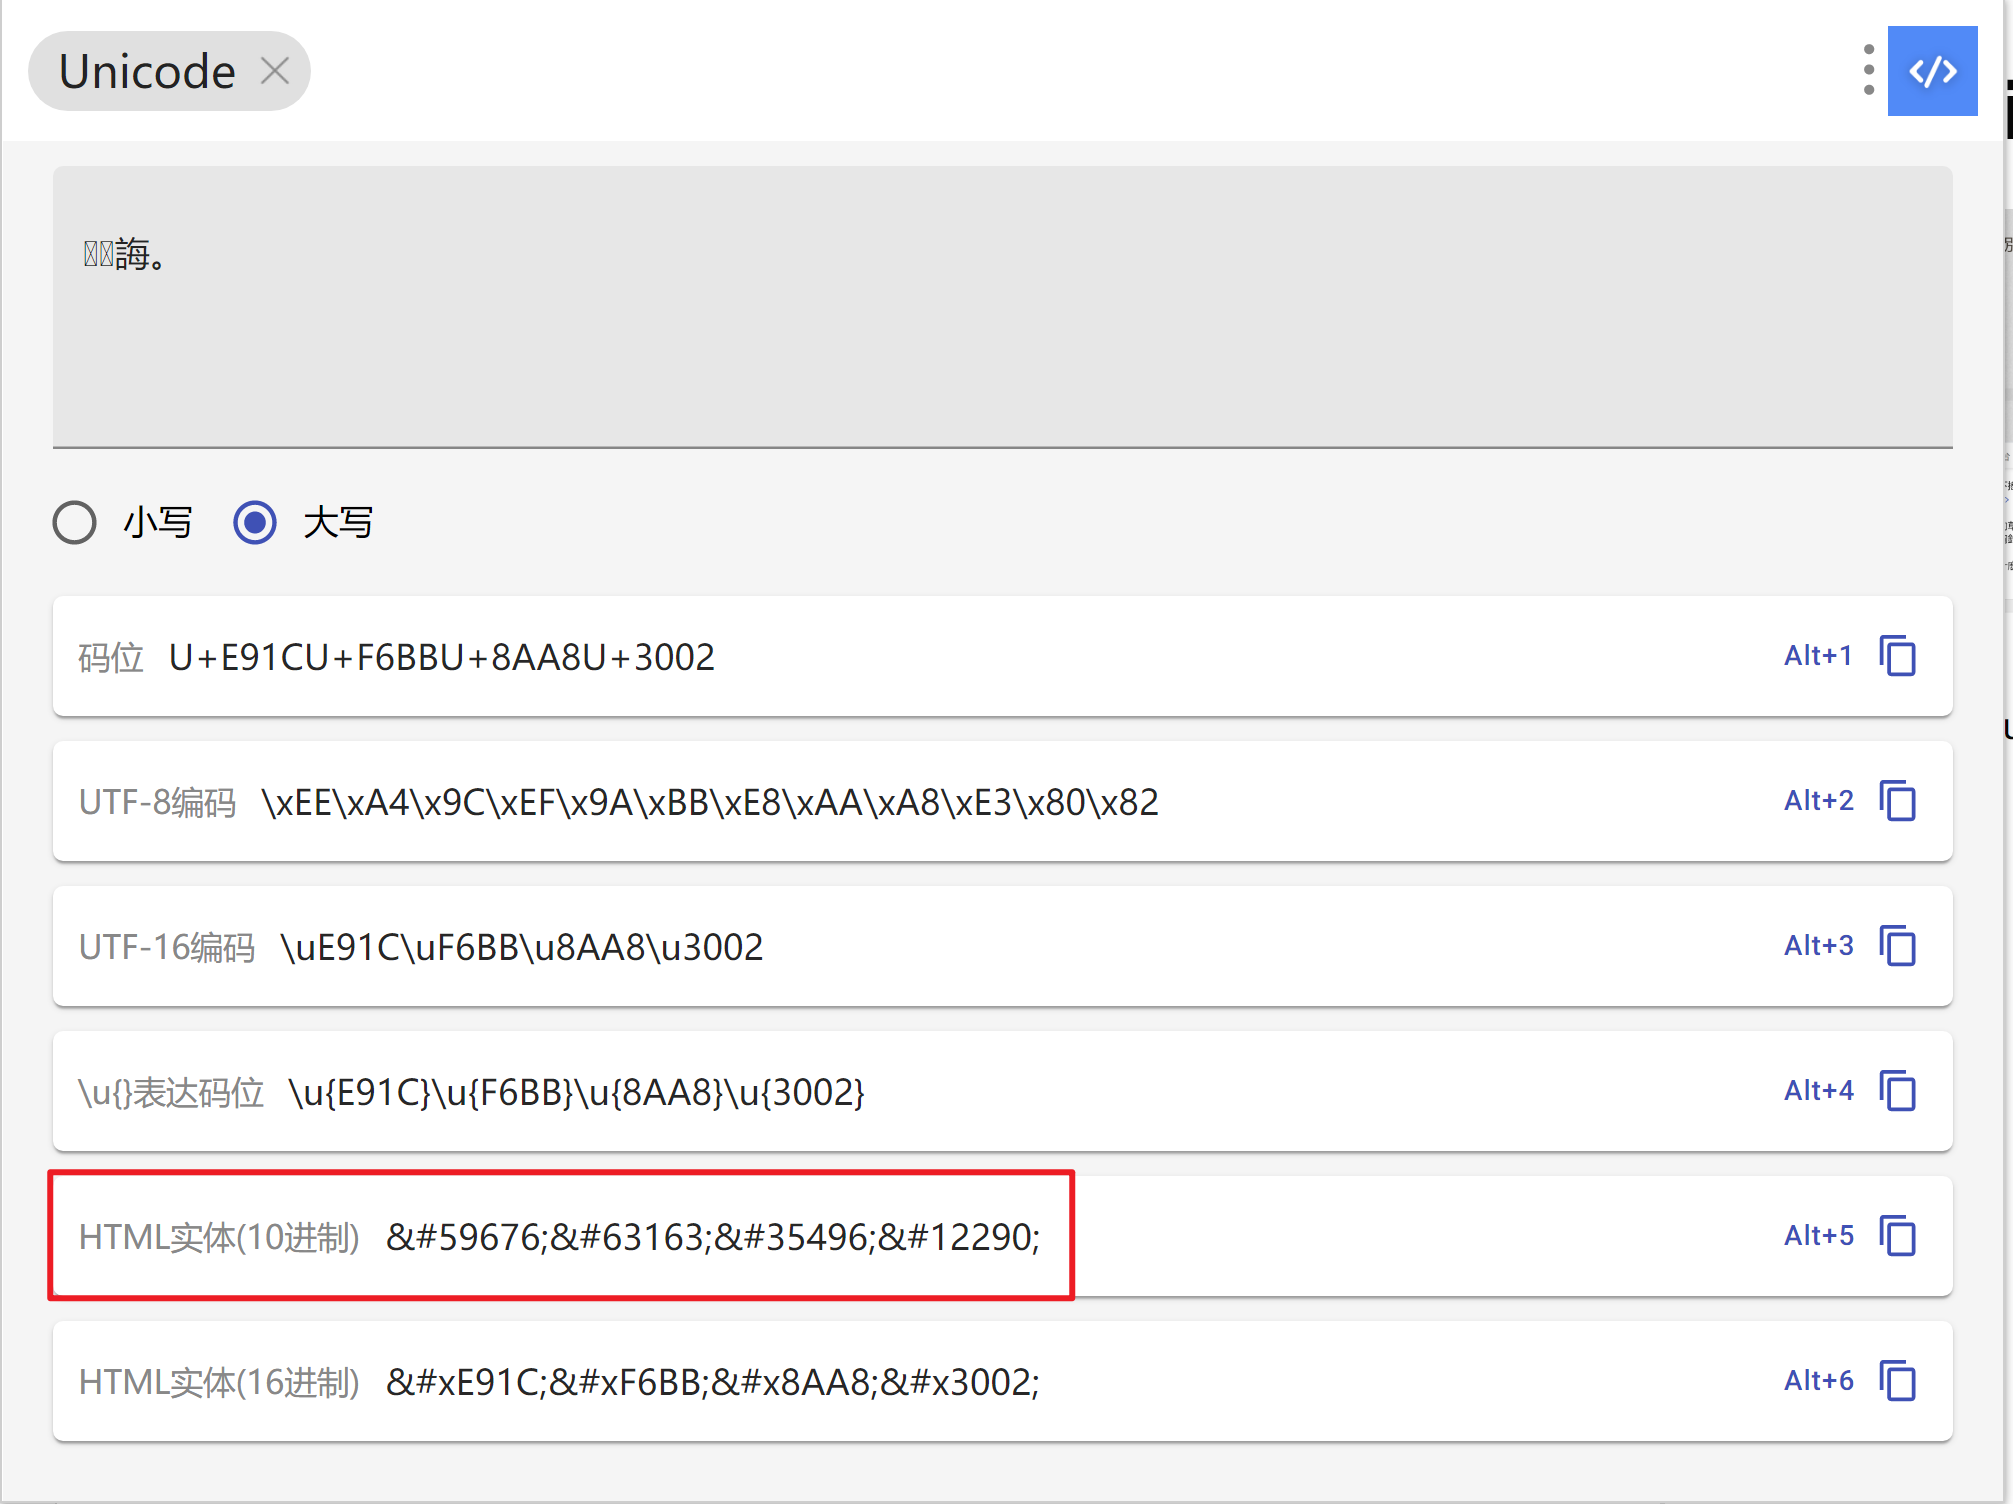 Unicode
誨。
小写 大写
码位 U+E91CU+F6BBU+8AA8U+3002 Alt+1
UTF-8编码 \xEE\xA4\x9C\xEF\x9A\xBB\xE8\xAA\xA8\xE3\x80\x82 Alt+2
UTF-16编码 \uE91C\uF6BB\u8AA8\u3002 Alt+3
\u{}表达码位 \u{E91C}\u{F6BB}\u{8AA8}\u{3002} Alt+4
HTML实体(10进制) &#59676;&#63163;&#35496;&#12290; Alt+5
HTML实体(16进制) &#xE91C;&#xF6BB;&#x8AA8;&#x3002; Alt+6